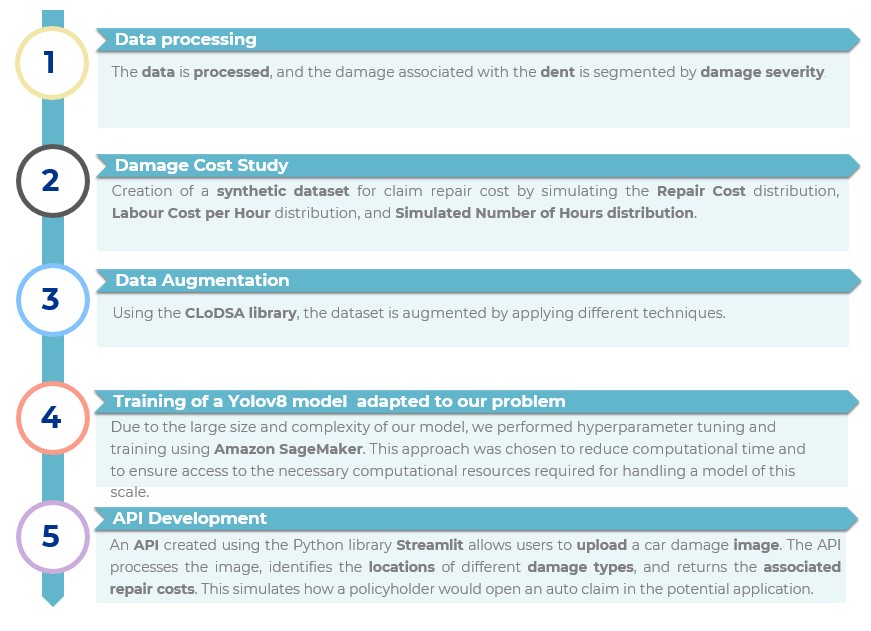 1
Data processing
The data is processed, and the damage associated with the dent is segmented by damage severity.
2
Damage Cost Study
Creation of a synthetic dataset for claim repair cost by simulating the Repair Cost distribution,
Labour Cost per Hour distribution, and Simulated Number of Hours distribution.
3
Data Augmentation
Using the CLoDSA library, the dataset is augmented by applying different techniques.
4
Training of a Yolov8 model  adapted to our problem
Due to the large size and complexity of our model, we performed hyperparameter tuning and
training using Amazon SageMaker. This approach was chosen to reduce computational time and
to ensure access to the necessary computational resources required for handling a model of this
scale.
5
API Development
An API created using the Python library Streamlit allows users to upload a car damage image. The API
processes the image, identifies the locations of different damage types, and returns the associated
repair costs. This simulates how a policyholder would open an auto claim in the potential application.